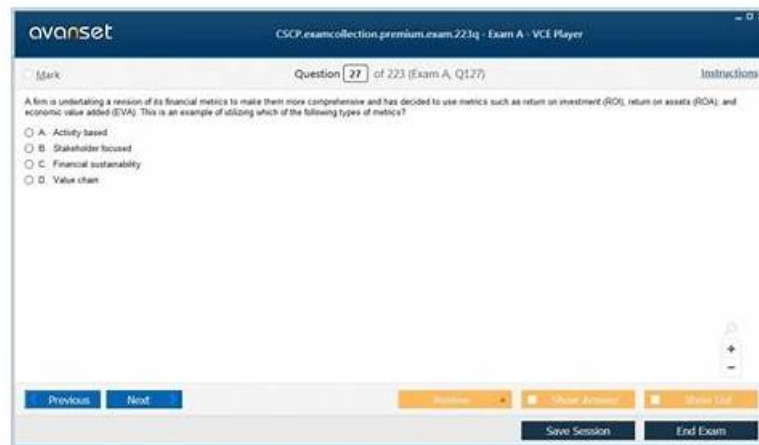 avanset
CSCP.examcollection.premium.exam.223q - Exam A - VCE Player
Mark
Question 27 of 223 (Exam A, Q127)
Instructions
A firm is undertaking a revision of its financial metrics to make them more comprehensive and has decided to use metrics such as return on investment (ROI), return on assets (ROA), and
economic value added (EVA). This is an example of utilizing which of the following types of metrics?
A. Activity based
B. Stakeholder focused
C. Financial sustainability
D. Value chain
Previous
Next
Review
Show Answer
Show List
Save Session
End Exam